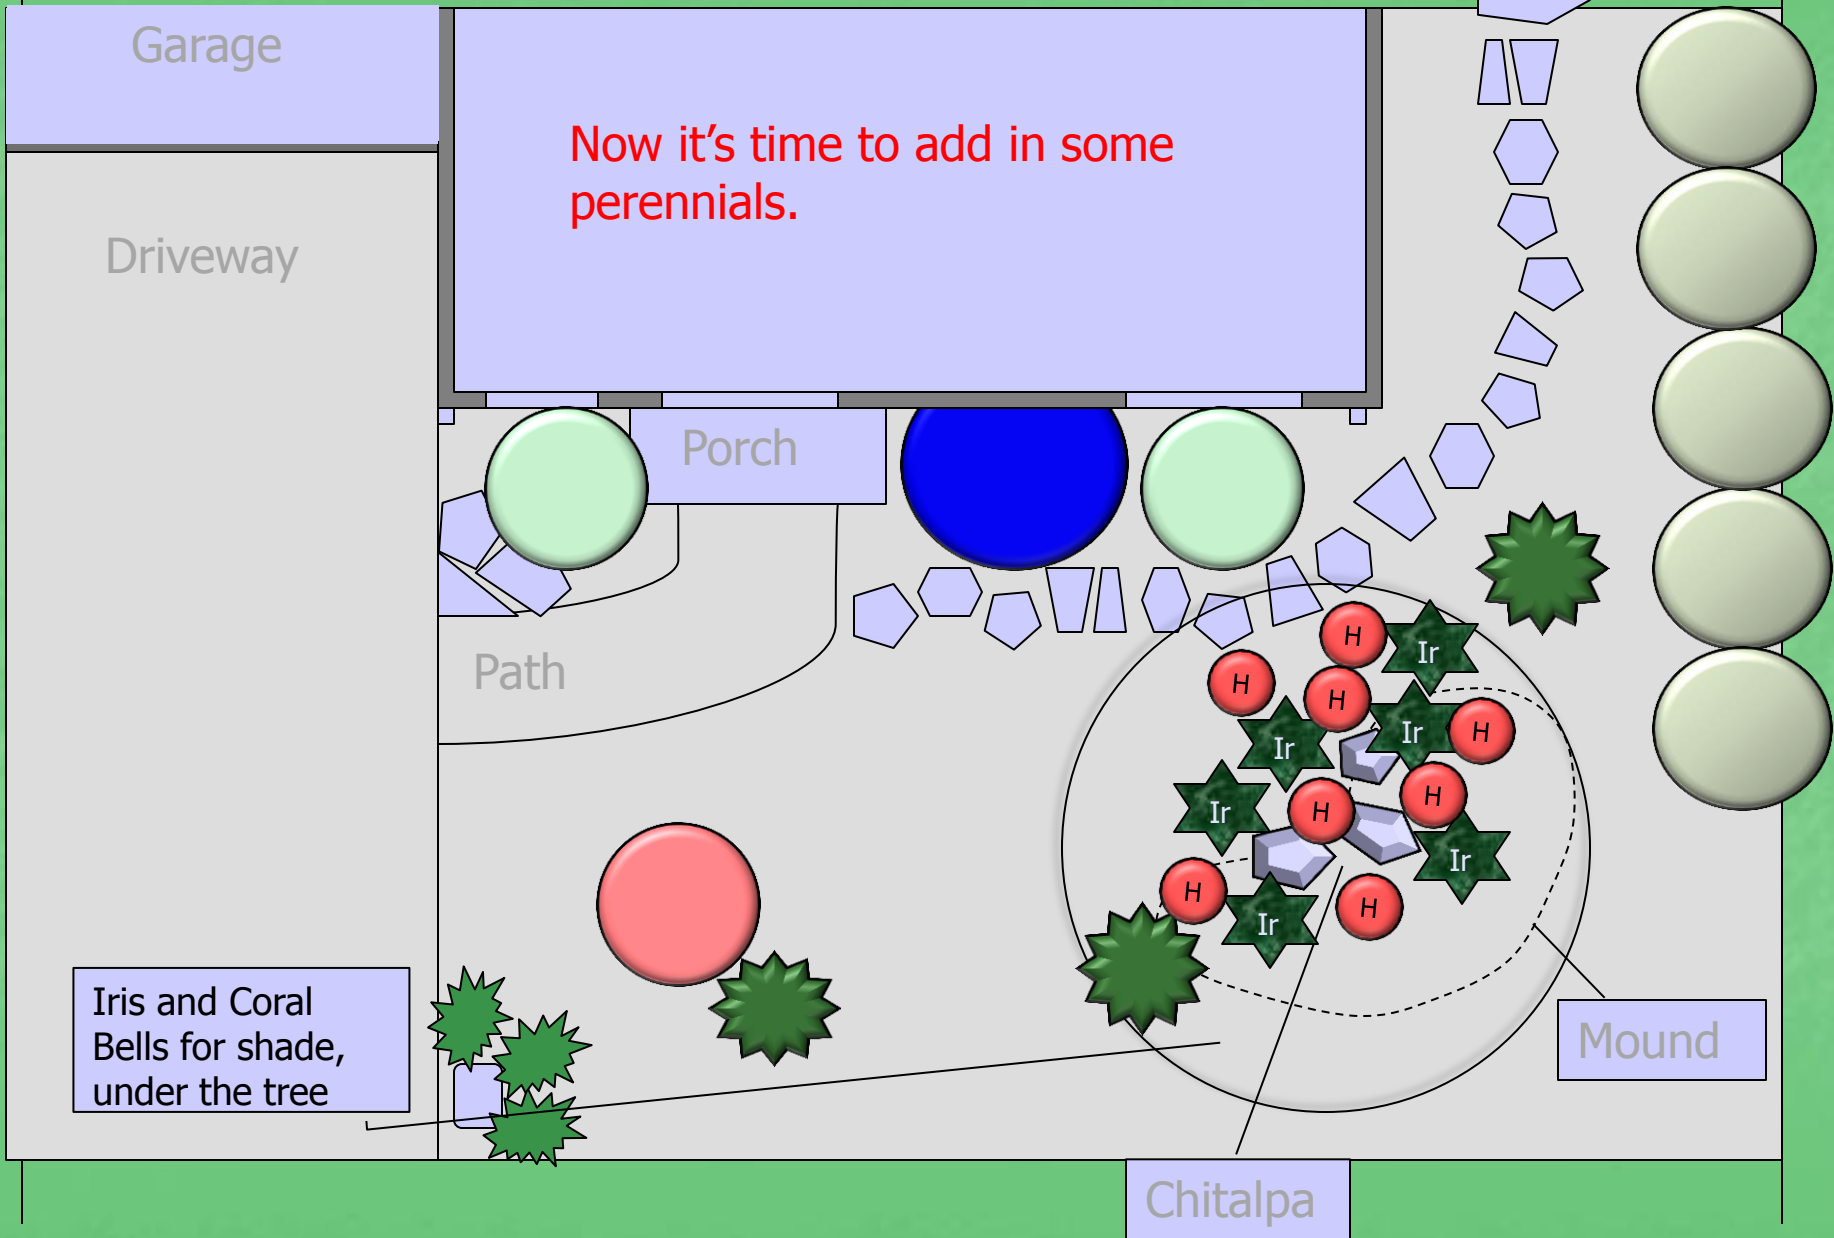 Garage
Now it’s time to add in some
perennials.
Driveway
Porch
Path
H
Ir
H
H
Ir
H
Ir
H
Ir
H
Ir
H
H
Ir
Iris and Coral
Bells for shade,
under the tree
Mound
Chitalpa